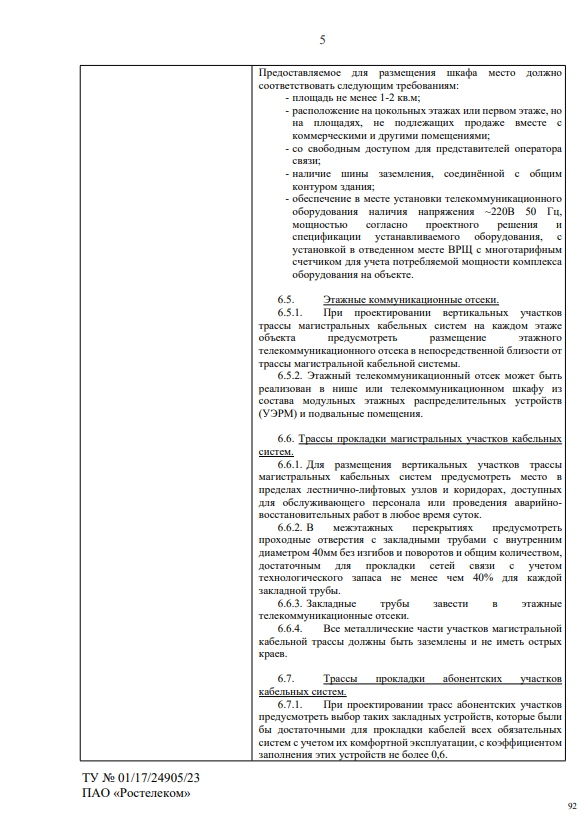 5
Предоставляемое для размещения шкафа место должно
соответствовать следующим требованиям:
- площадь не менее 1-2 кв.м;
- расположение на цокольных этажах или первом этаже, но
на площадях, не подлежащих продаже вместе с
коммерческими и другими помещениями;
- со свободным доступом для представителей оператора
связи;
- наличие шины заземления, соединённой с общим
контуром здания;
- обеспечение в месте установки телекоммуникационного
оборудования наличия напряжения ~220В 50 Гц,
мощностью согласно проектного решения и
спецификации устанавливаемого оборудования, с
установкой в отведенном месте ВРЩ с многотарифным
счетчиком для учета потребляемой мощности комплекса
оборудования на объекте.
6.5. Этажные коммуникационные отсеки.
6.5.1. При проектировании вертикальных участков
трассы магистральных кабельных систем на каждом этаже
объекта предусмотреть размещение этажного
телекоммуникационного отсека в непосредственной близости от
трассы магистральной кабельной системы.
6.5.2. Этажный телекоммуникационный отсек может быть
реализован в нише или телекоммуникационном шкафу из
состава модульных этажных распределительных устройств
(УЭРМ) и подвальные помещения.
6.6. Трассы прокладки магистральных участков кабельных
систем.
6.6.1. Для размещения вертикальных участков трассы
магистральных кабельных систем предусмотреть место в
пределах лестнично-лифтовых узлов и коридорах, доступных
для обслуживающего персонала или проведения аварийно-
восстановительных работ в любое время суток.
6.6.2. В межэтажных перекрытиях предусмотреть
проходные отверстия с закладными трубами с внутренним
диаметром 40мм без изгибов и поворотов и общим количеством,
достаточным для прокладки сетей связи с учетом
технологического запаса не менее чем 40% для каждой
закладной трубы.
6.6.3. Закладные трубы завести в этажные
телекоммуникационные отсеки.
6.6.4. Все металлические части участков магистральной
кабельной трассы должны быть заземлены и не иметь острых
краев.
6.7. Трассы прокладки абонентских участков
кабельных систем.
6.7.1. При проектировании трасс абонентских участков
предусмотреть выбор таких закладных устройств, которые были
бы достаточными для прокладки кабелей всех обязательных
систем с учетом их комфортной эксплуатации, с коэффициентом
заполнения этих устройств не более 0,6.
ТУ № 01/17/24905/23
ПАО «Ростелеком»
92